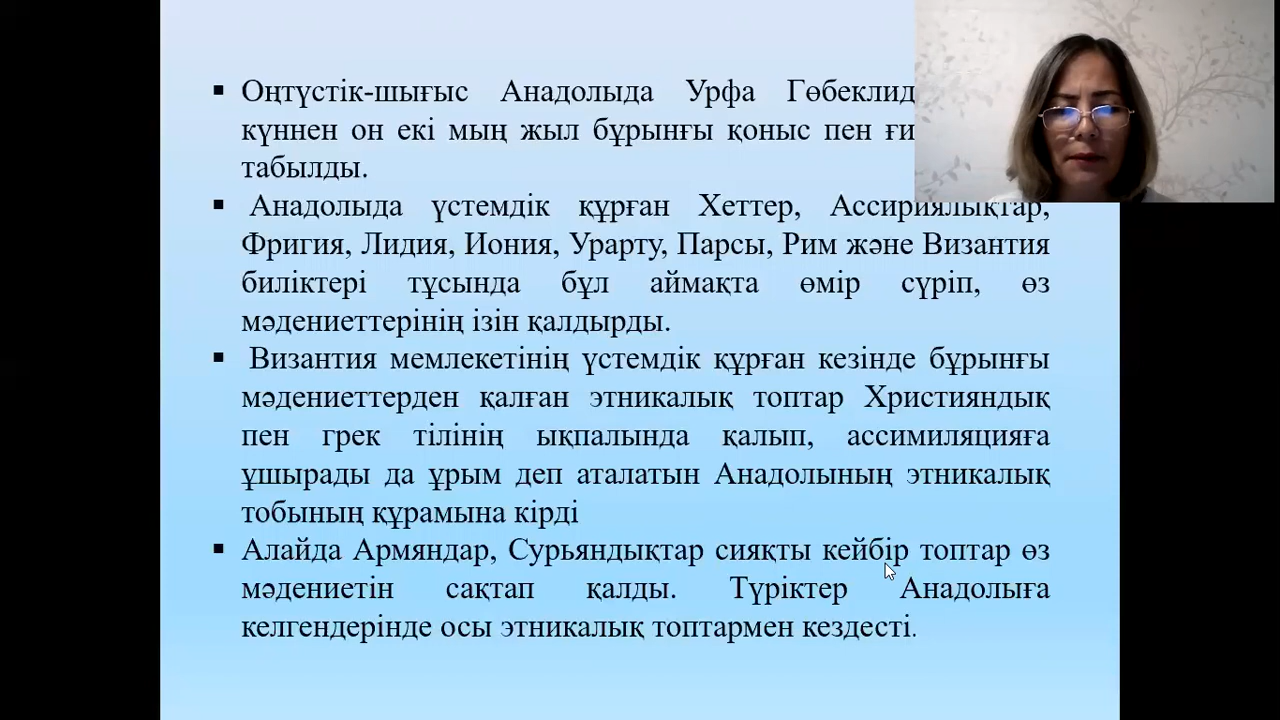 ▪ Оңтүстік-шығыс Анадолыда Урфа
күннен он екі мың жыл бұрынғы қоныс пен
табылды.
▪ Анадолыда үстемдік құрған Хеттер, Ассириялықтар,
Фригия, Лидия, Иония, Урарту, Парсы, Рим және Византия
биліктері тұсында бұл аймақта өмір сүріп, өз
мәдениеттерінің ізін қалдырды.
▪ Византия мемлекетінің үстемдік құрған кезінде бұрынғы
мәдениеттерден қалған этникалық топтар Християндық
пен грек тілінің ықпалында қалып, ассимиляцияға
ұшырады да ұрым деп аталатын Анадолының этникалық
тобының құрамына кірді
▪ Алайда Армяндар, Сурьяндықтар сияқты кейбір топтар өз
мәдениетін сақтап қалды. Түріктер Анадолыға
келгендерінде осы этникалық топтармен кездесті.